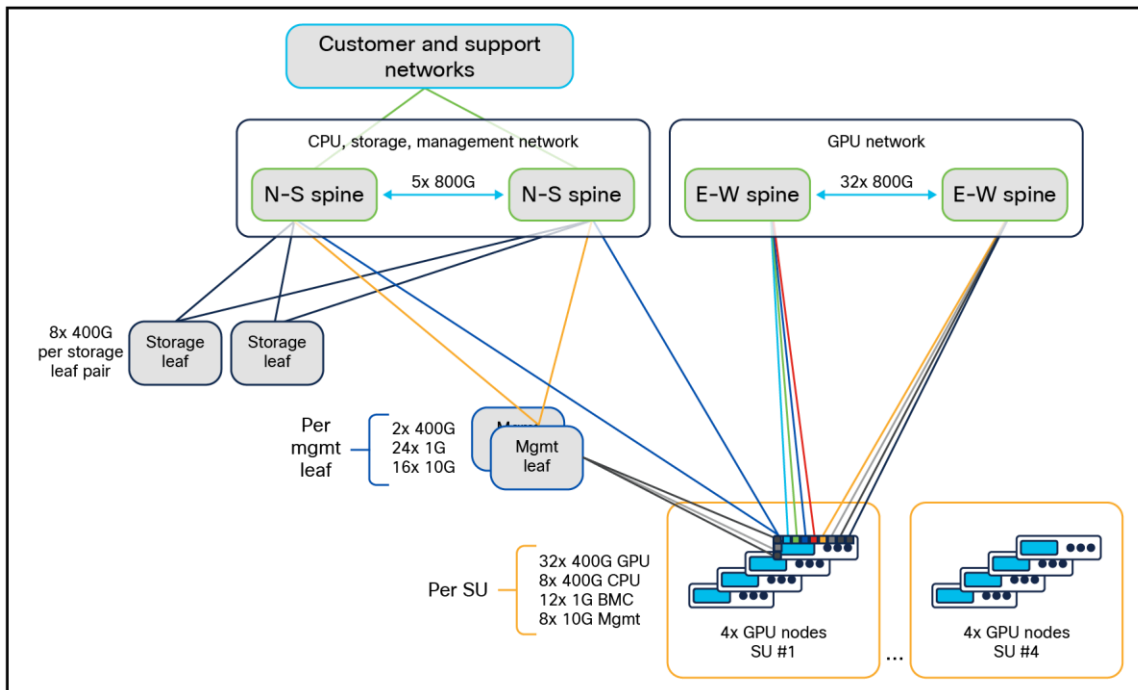 Customer and support
networks
CPU, storage, management network
GPU network
N-S spine
5x 800G
N-S spine
E-W spine
32x 800G
E-W spine
8x 400G
per storage
leaf pair
Storage
leaf
Storage
leaf
Per
mgmt
leaf
2x 400G
24x 1G
16x 10G
Mgmt
leaf
Per SU
32x 400G GPU
8x 400G CPU
12x 1G BMC
8x 10G Mgmt
4x GPU nodes
SU #1
...
4x GPU nodes
SU #4